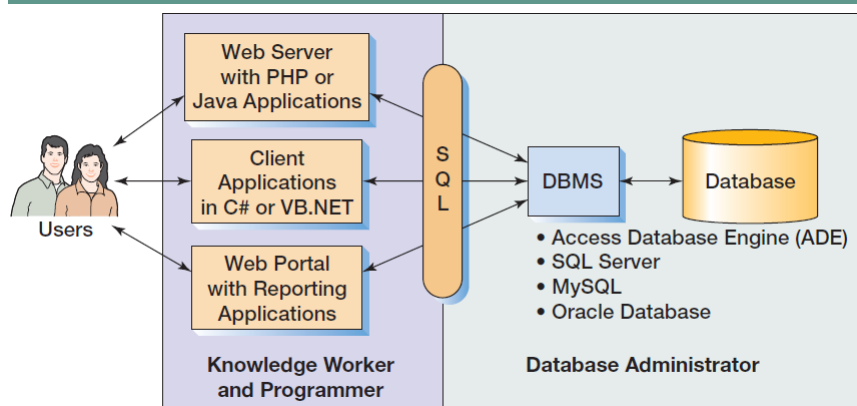 Web Server
with PHP or
Java Applications
Client
Applications
in C# or VB.NET
Web Portal
with Reporting
Applications
Users
S
Q
L
DBMS
Database
• Access Database Engine (ADE)
• SQL Server
• MySQL
• Oracle Database
Knowledge Worker
and Programmer
Database Administrator